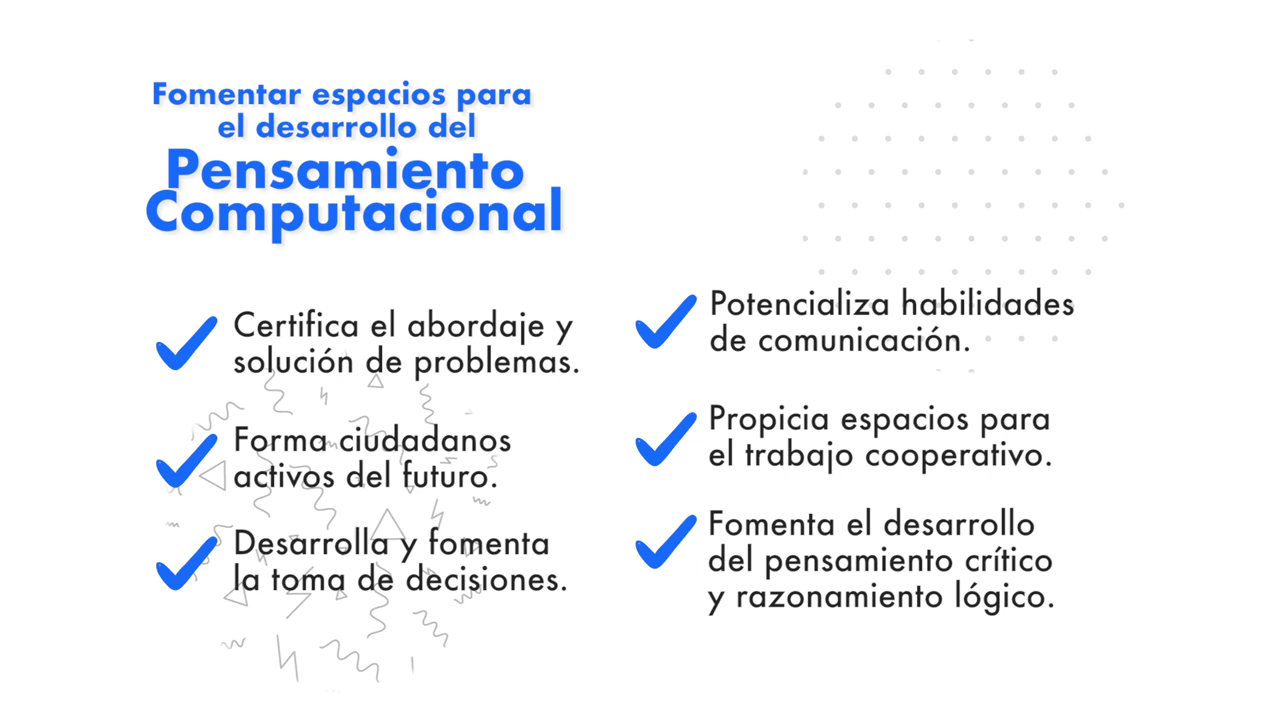 Fomentar espacios para
el desarrollo del
Pensamiento
Computacional
Certifica el abordaje y
solución de problemas.
Forma ciudadanos
activos del futuro.
Desarrolla y fomenta
la toma de decisiones.
Potencializa habilidades
de comunicación.
Propicia espacios para
el trabajo cooperativo.
Fomenta el desarrollo
del pensamiento crítico
y razonamiento lógico.